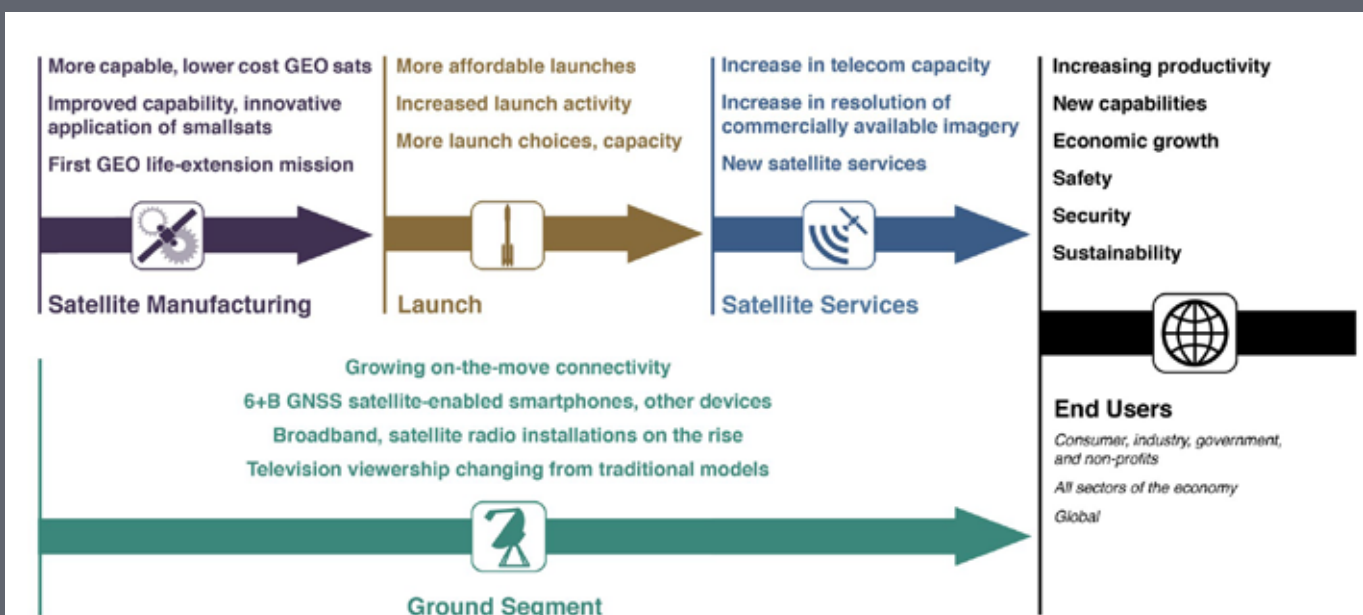 More capable, lower cost GEO sats
Improved capability, innovative
application of smallsats
First GEO life-extension mission
Satellite Manufacturing
More affordable launches
Increased launch activity
More launch choices, capacity
Launch
Increase in telecom capacity
Increase in resolution of
commercially available imagery
New satellite services
Satellite Services
Increasing productivity
New capabilities
Economic growth
Safety
Security
Sustainability
End Users
Consumer, industry, government,
and non-profits
All sectors of the economy
Global
Growing on-the-move connectivity
6+B GNSS satellite-enabled smartphones, other devices
Broadband, satellite radio installations on the rise
Television viewership changing from traditional models
Ground Segment